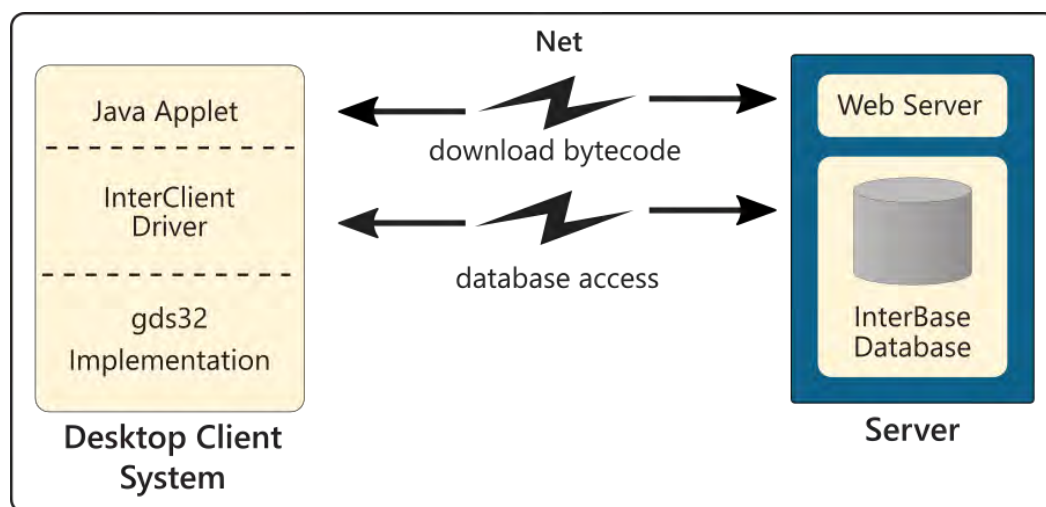 Net
Java Applet
Web Server
download bytecode
InterClient
Driver
database access
gds32
Implementation
InterBase
Database
Desktop Client
System
Server